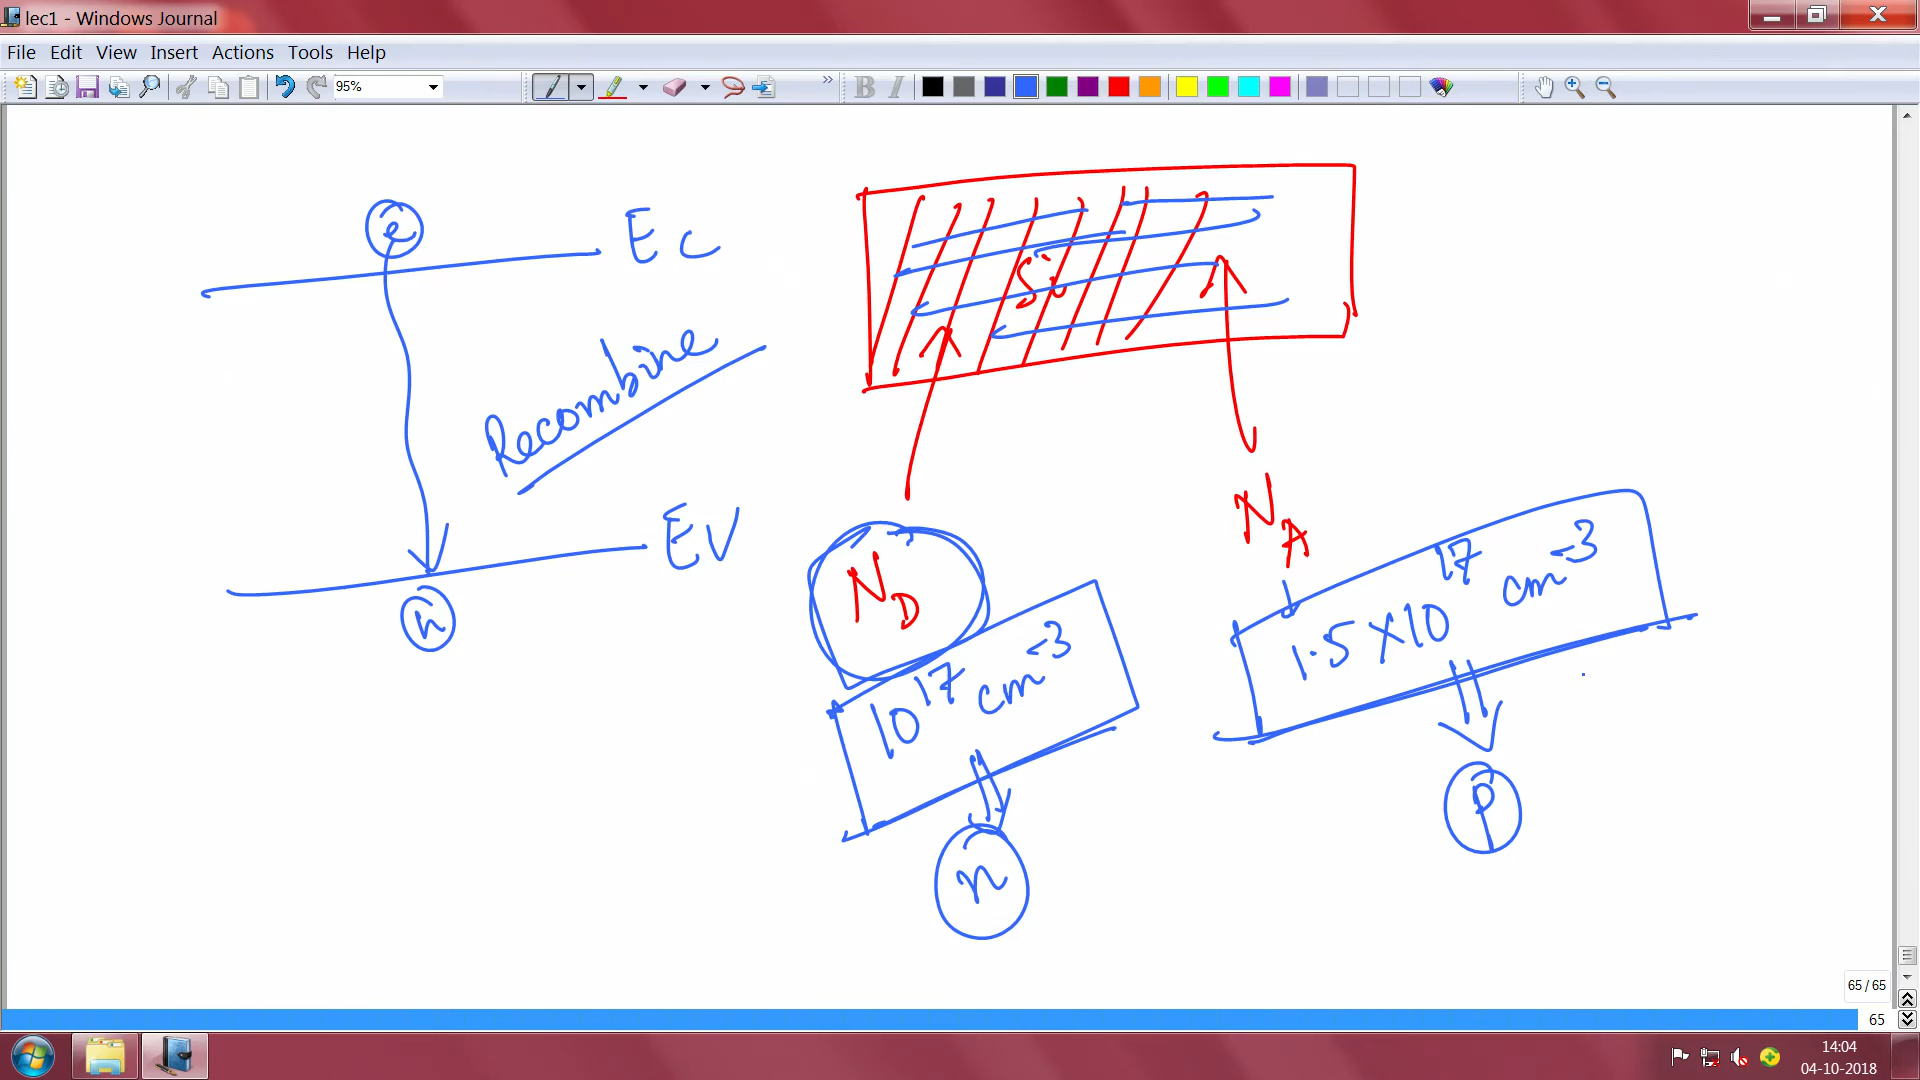 lec1 - Windows Journal
File Edit View Insert Actions Tools Help
95%
B I
e
Ec
Recombine
Ev
h
Si
ND
10^17 cm^-3
n
NA
1.5 X 10^17 cm^-3
p
65 / 65
65
14:04
04-10-2018